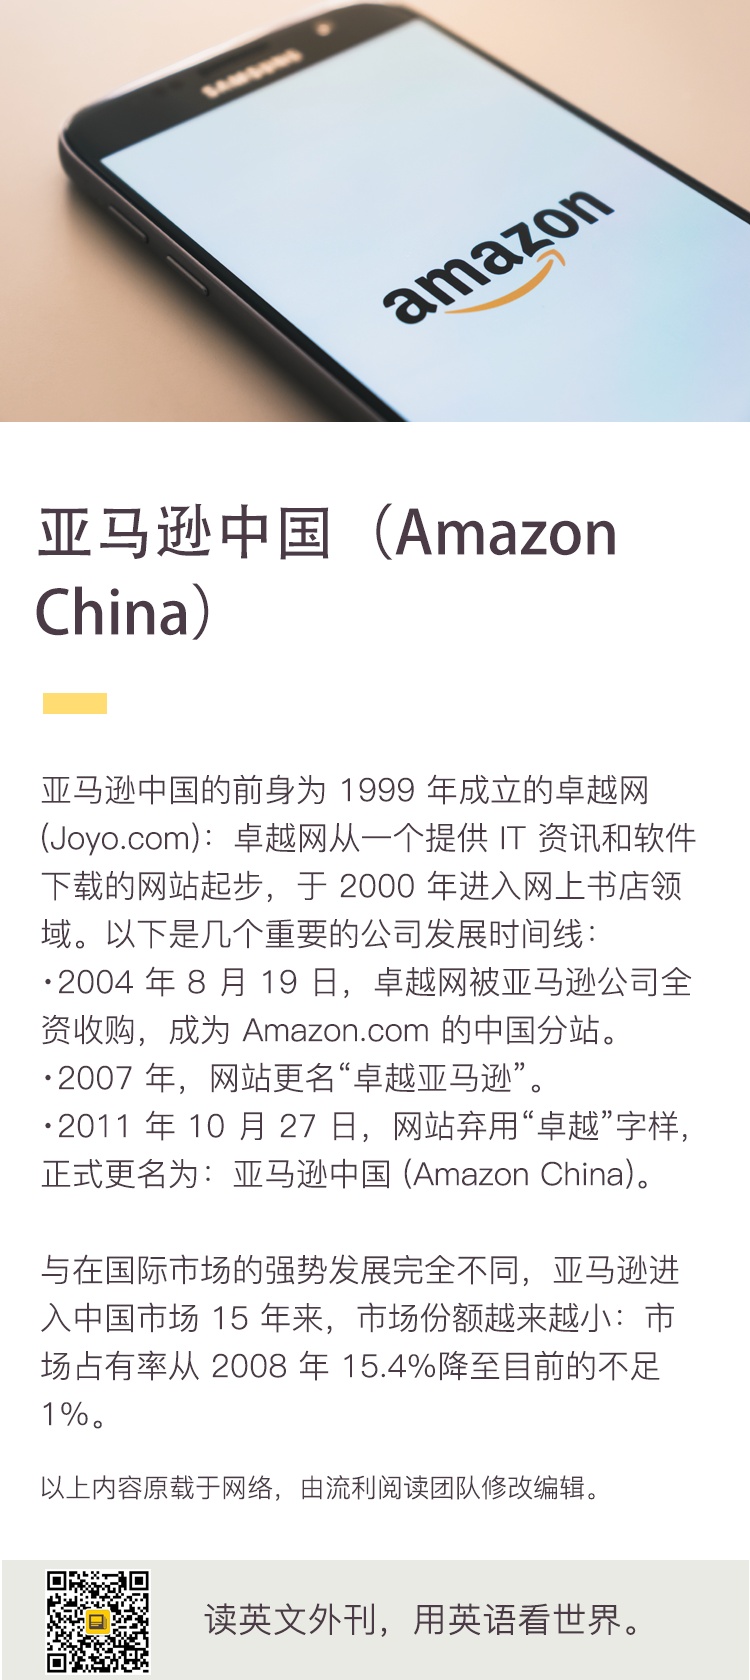 SAMSUNG
amazon
亚马逊中国（Amazon
China）
亚马逊中国的前身为 1999 年成立的卓越网
(Joyo.com)：卓越网从一个提供 IT 资讯和软件
下载的网站起步，于 2000 年进入网上书店领
域。以下是几个重要的公司发展时间线：
·2004 年 8 月 19 日，卓越网被亚马逊公司全
资收购，成为 Amazon.com 的中国分站。
·2007 年，网站更名“卓越亚马逊”。
·2011 年 10 月 27 日，网站弃用“卓越”字样，
正式更名为：亚马逊中国 (Amazon China)。
与在国际市场的强势发展完全不同，亚马逊进
入中国市场 15 年来，市场份额越来越小：市
场占有率从 2008 年 15.4%降至目前的不足
1%。
以上内容原载于网络，由流利阅读团队修改编辑。
读英文外刊，用英语看世界。